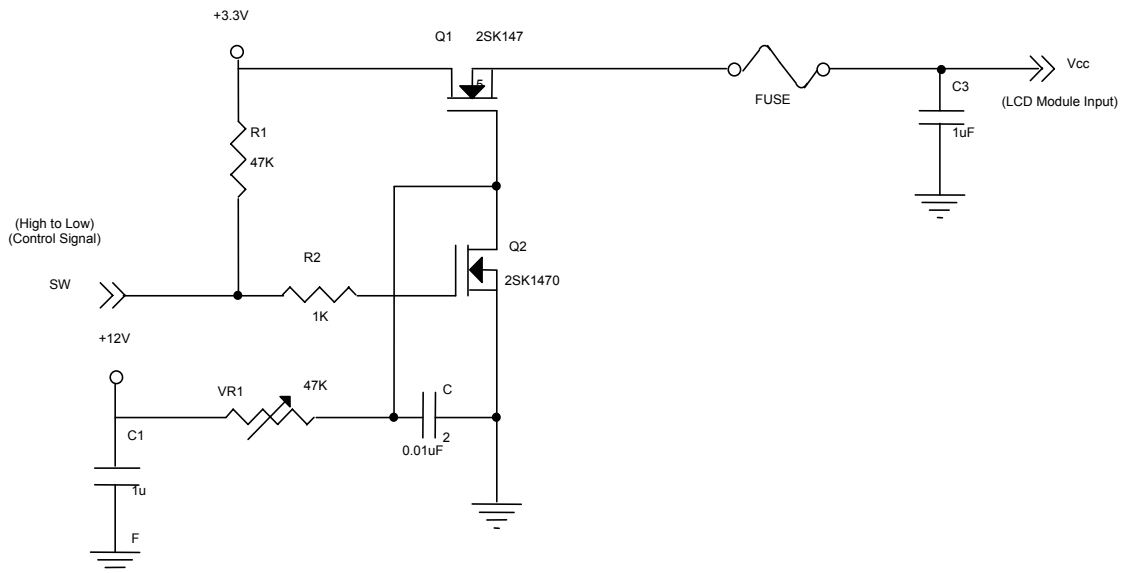 +3.3V
Q1 2SK147
5
Vcc
FUSE
C3
(LCD Module Input)
1uF
R1
47K
(High to Low)
(Control Signal)
SW
R2
1K
Q2
2SK1470
+12V
VR1
47K
C
2
0.01uF
C1
1u
F